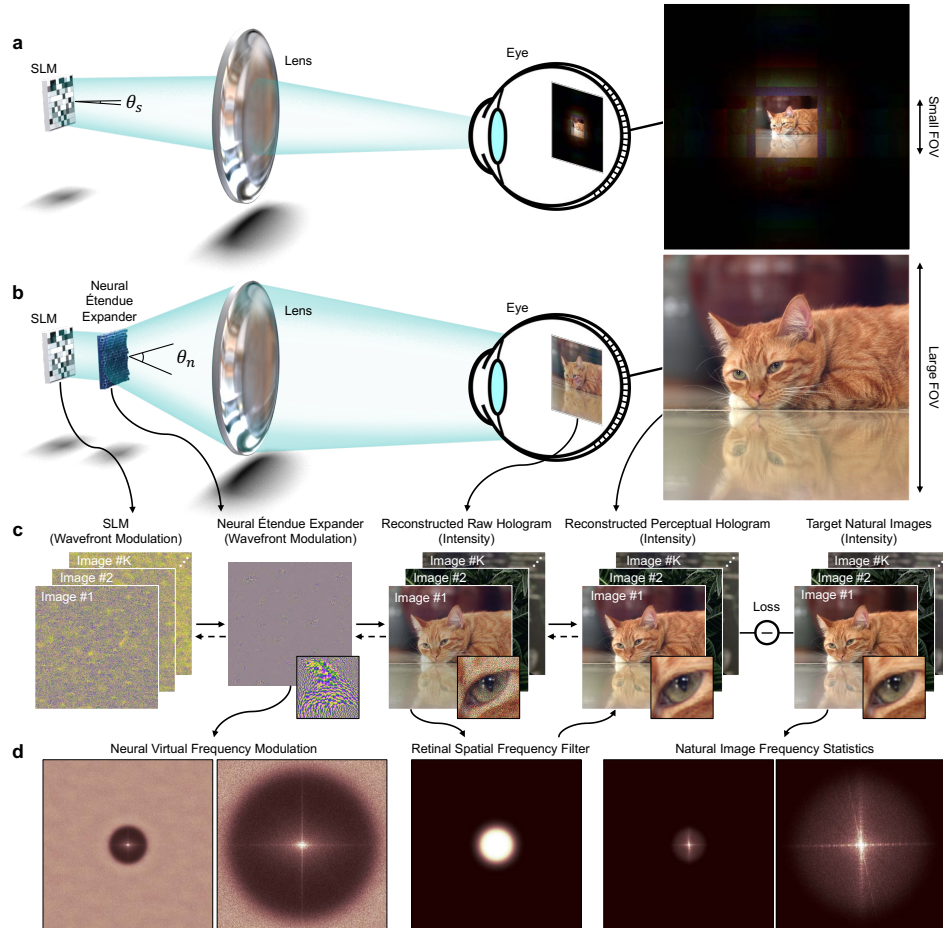 a
SLM
Lens
Eye
θs
Small FOV
b
Neural
Étendue
Expander
SLM
Lens
Eye
θn
Large FOV
c
SLM
(Wavefront Modulation)
Neural Étendue Expander
(Wavefront Modulation)
Reconstructed Raw Hologram
(Intensity)
Reconstructed Perceptual Hologram
(Intensity)
Target Natural Images
(Intensity)
Image #K
Image #2
Image #1
Image #K
Image #2
Image #1
Image #K
Image #2
Image #1
Loss
Image #K
Image #2
Image #1
d
Neural Virtual Frequency Modulation
Retinal Spatial Frequency Filter
Natural Image Frequency Statistics